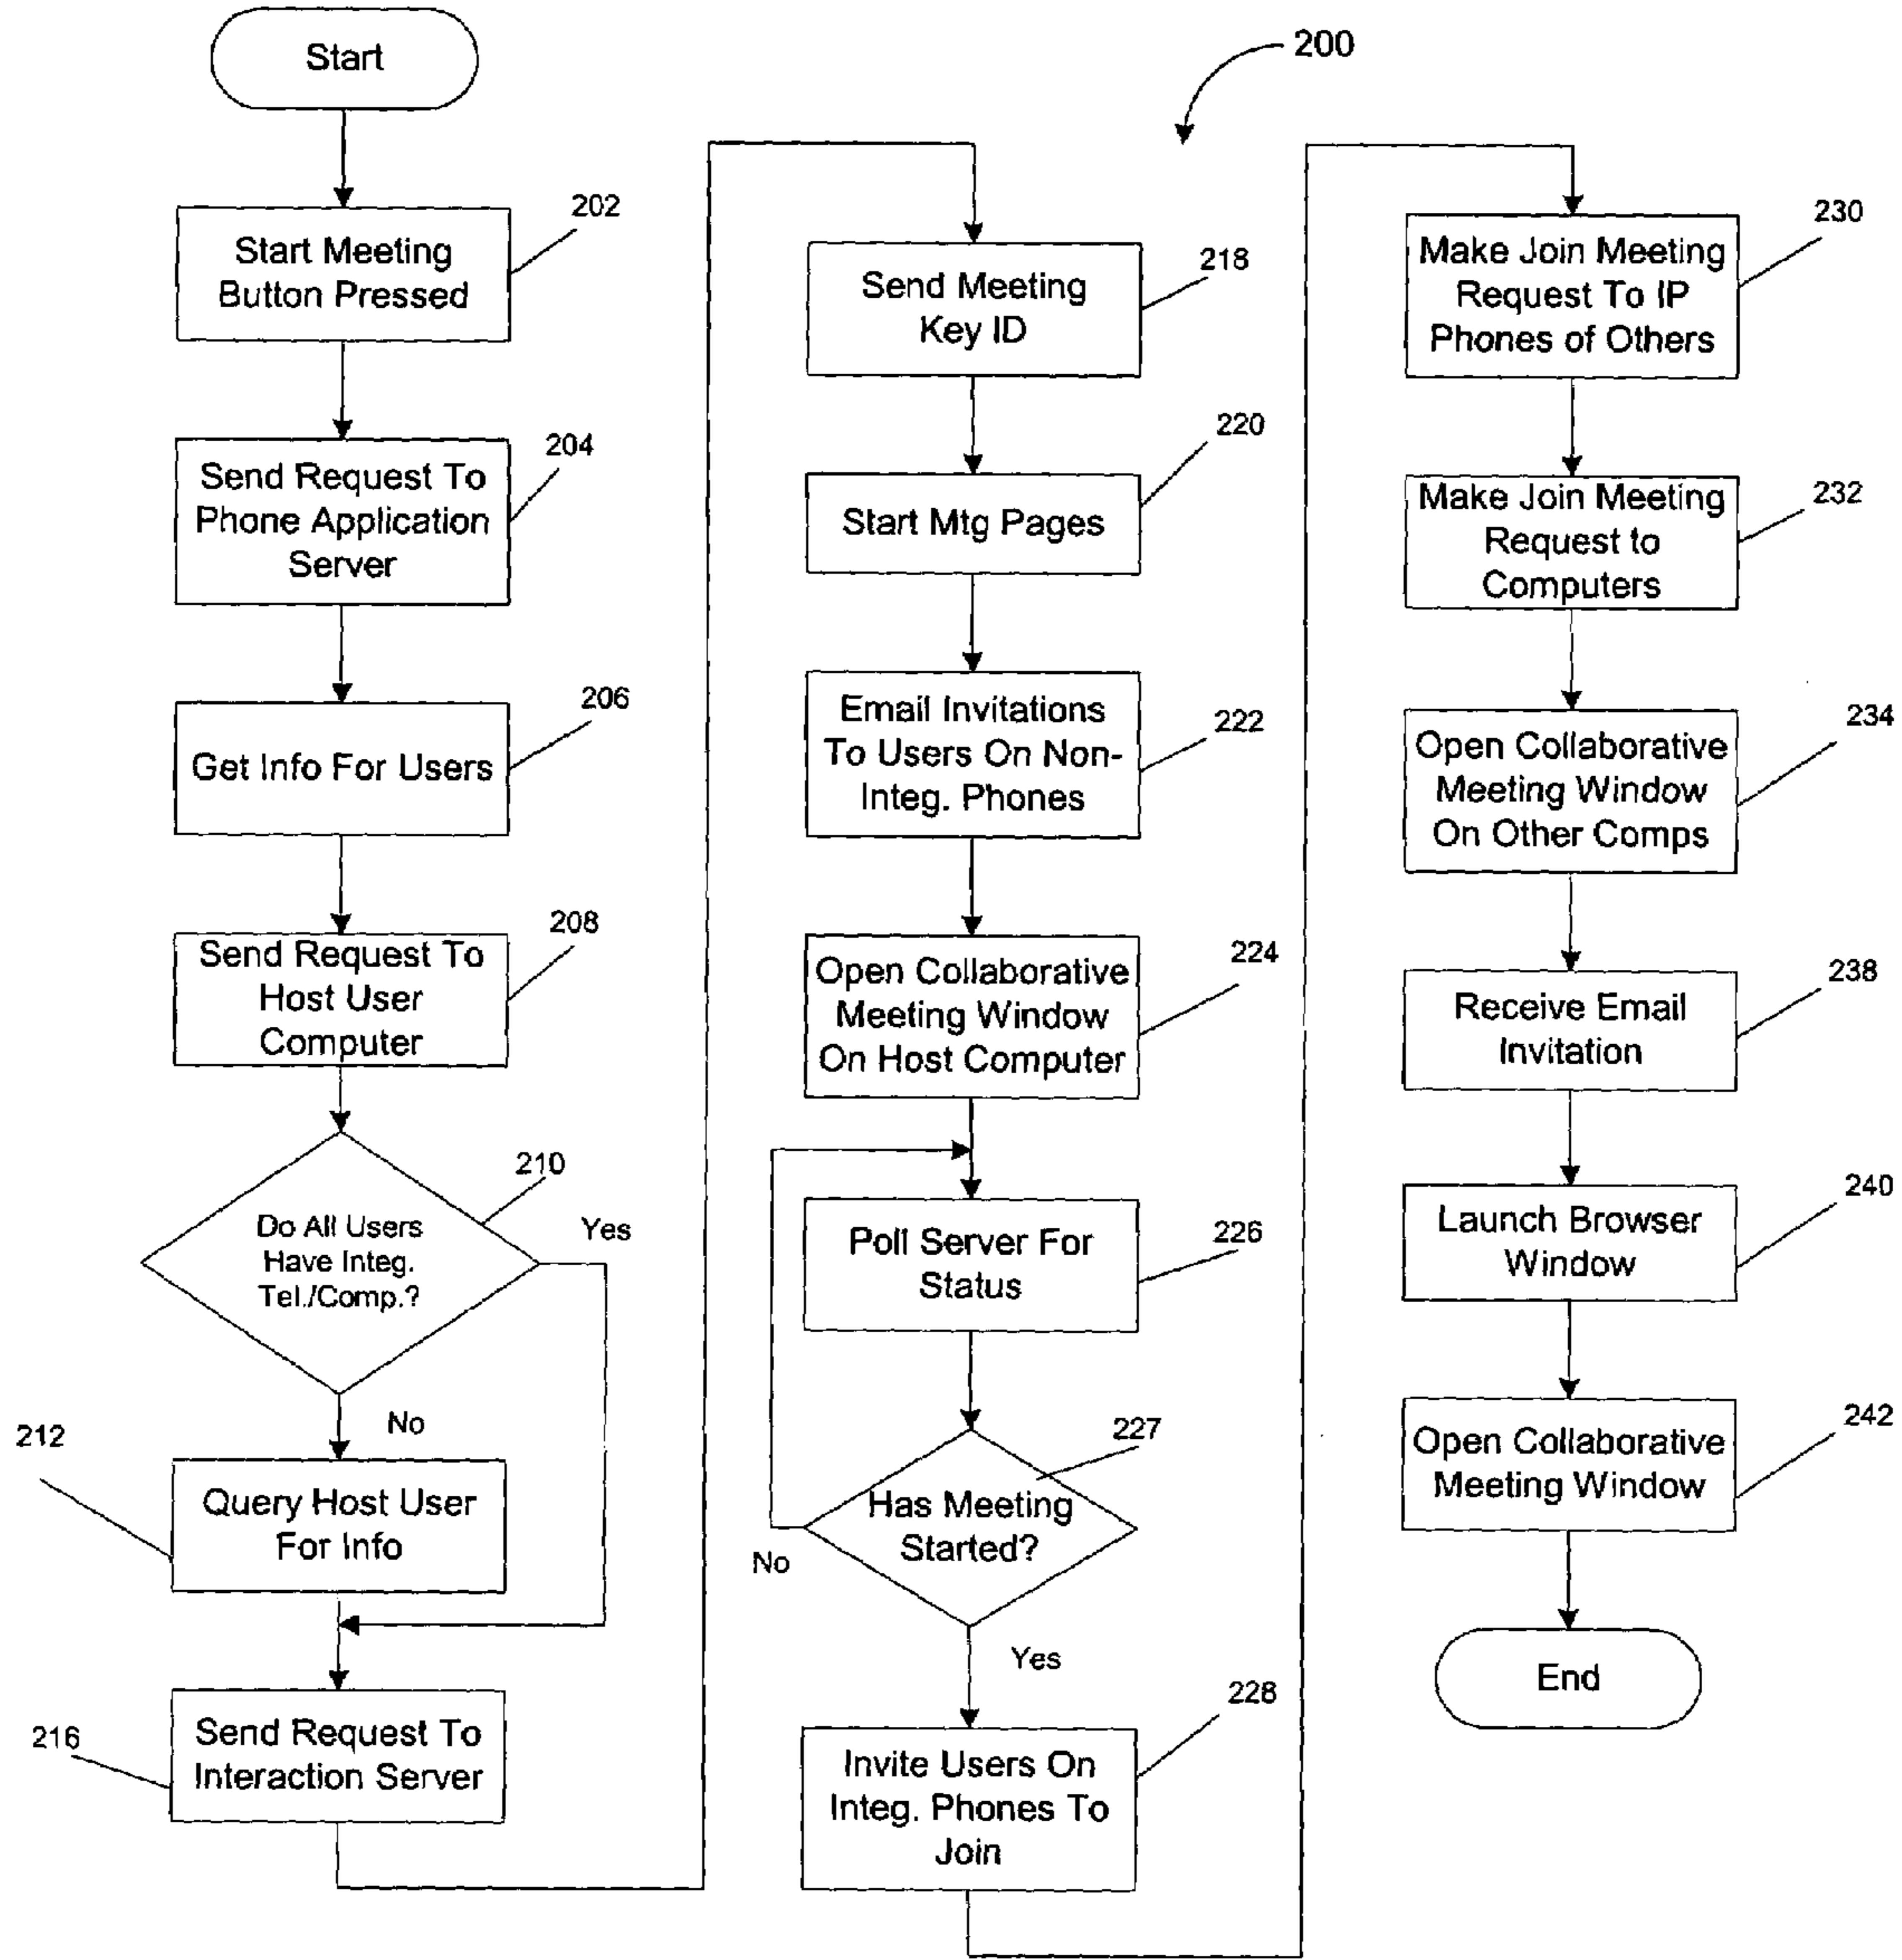 Start
200
202
Start Meeting
Button Pressed
204
Send Request To
Phone Application
Server
206
Get Info For Users
208
Send Request To
Host User
Computer
210
Do All Users
Have Integ.
Tel./Comp.?
Yes
No
212
Query Host User
For Info
216
Send Request To
Interaction Server
218
Send Meeting
Key ID
220
Start Mtg Pages
222
Email Invitations
To Users On Non-
Integ. Phones
224
Open Collaborative
Meeting Window
On Host Computer
226
Poll Server For
Status
227
Has Meeting
Started?
No
Yes
228
Invite Users On
Integ. Phones To
Join
230
Make Join Meeting
Request To IP
Phones of Others
232
Make Join Meeting
Request to
Computers
234
Open Collaborative
Meeting Window
On Other Comps
238
Receive Email
Invitation
240
Launch Browser
Window
242
Open Collaborative
Meeting Window
End